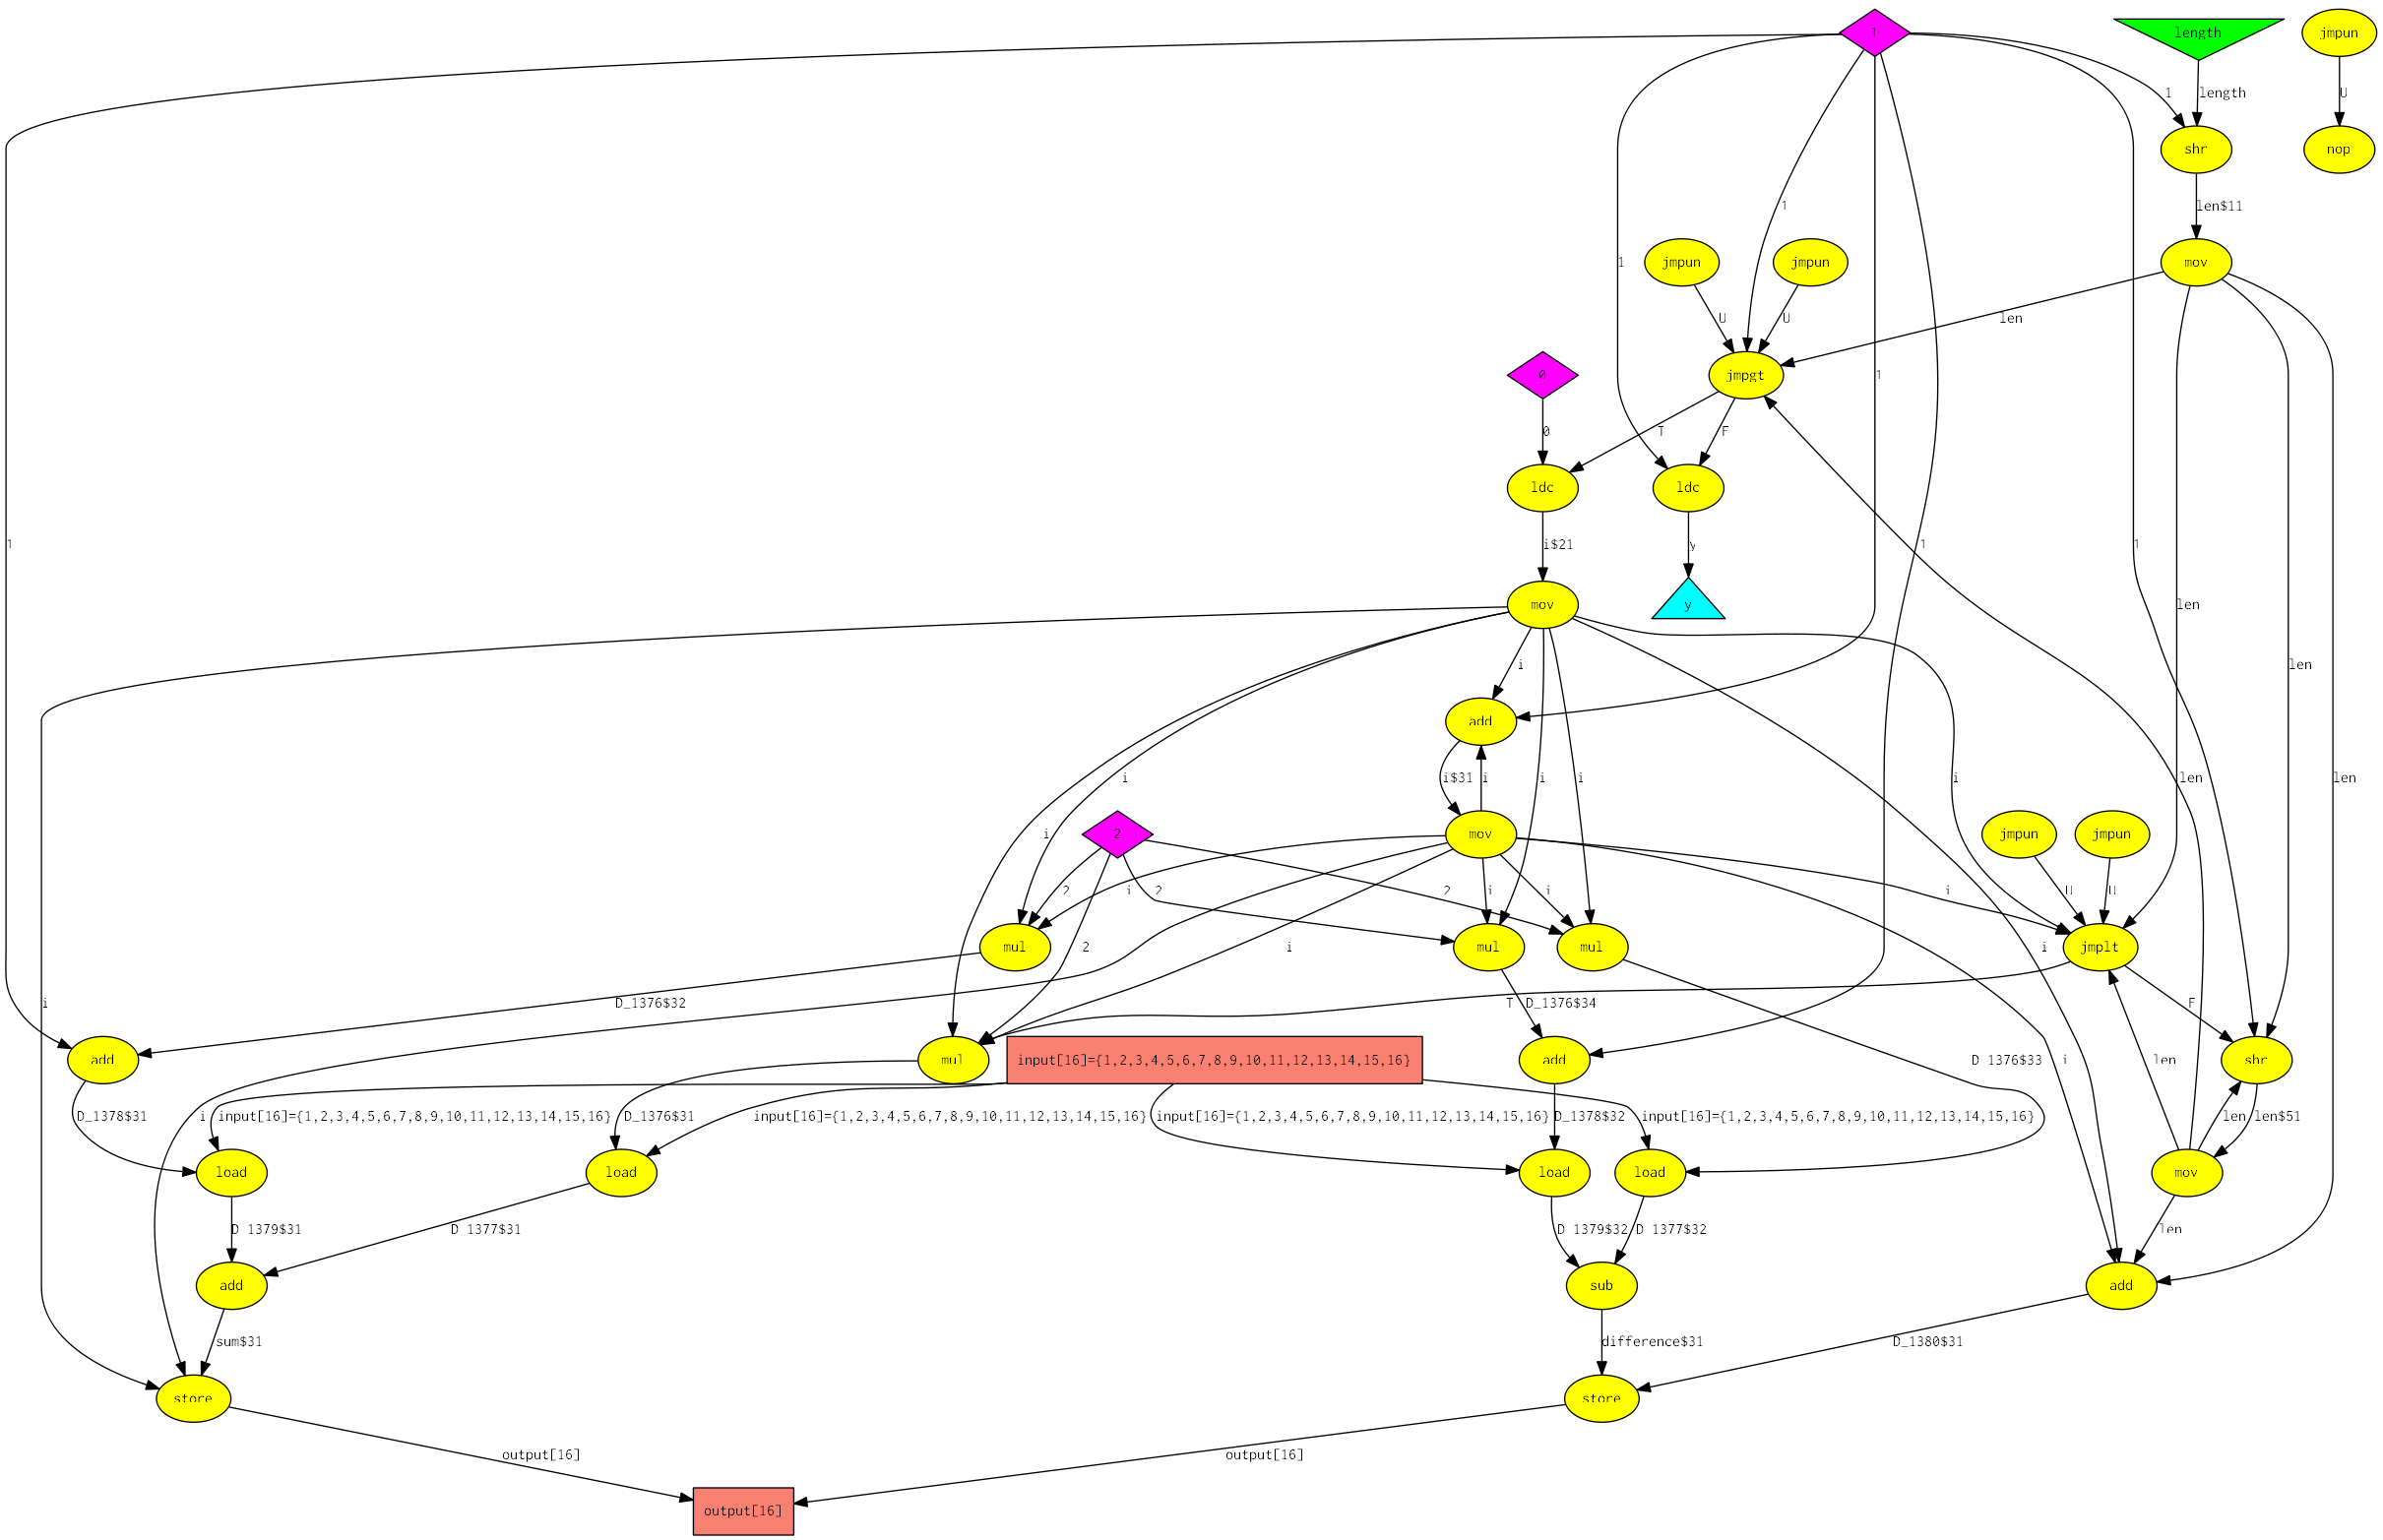 1
length
jmpun
1
length
U
shr
nop
1
len$11
jmpun
jmpun
mov
U
U
len
0
jmpgt
1
1
0
T
F
ldc
ldc
1
i$21
y
1
1
mov
y
len
i
len
add
i
i$31
i
i
i
i
len
len
i
2
mov
jmpun
jmpun
2
i
2
i
i
2
i
U
U
mul
mul
mul
jmplt
i
D_1376$32
2
i
T
D_1376$34
i
F
add
mul
input[16]={1,2,3,4,5,6,7,8,9,10,11,12,13,14,15,16}
add
D_1376$33
i
len
shr
D_1378$31
i
input[16]={1,2,3,4,5,6,7,8,9,10,11,12,13,14,15,16}
D_1376$31
input[16]={1,2,3,4,5,6,7,8,9,10,11,12,13,14,15,16}
input[16]={1,2,3,4,5,6,7,8,9,10,11,12,13,14,15,16}
D_1378$32
input[16]={1,2,3,4,5,6,7,8,9,10,11,12,13,14,15,16}
len
len$51
load
load
load
load
mov
D_1379$31
D_1377$31
D_1379$32
D_1377$32
len
add
sub
add
sum$31
difference$31
D_1380$31
store
store
output[16]
output[16]
output[16]